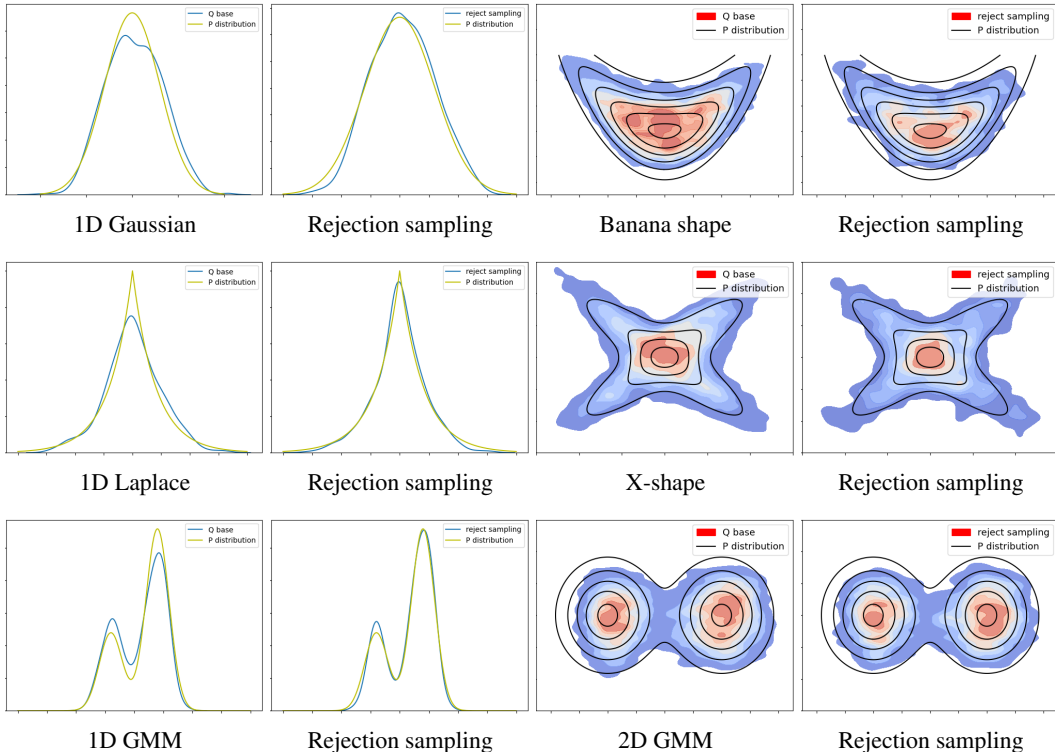 Q base
P distribution
reject sampling
P distribution
Q base
P distribution
reject sampling
P distribution
1D Gaussian
Rejection sampling
Banana shape
Rejection sampling
Q base
P distribution
reject sampling
P distribution
Q base
P distribution
reject sampling
P distribution
1D Laplace
Rejection sampling
X-shape
Rejection sampling
Q base
P distribution
reject sampling
P distribution
Q base
P distribution
reject sampling
P distribution
1D GMM
Rejection sampling
2D GMM
Rejection sampling